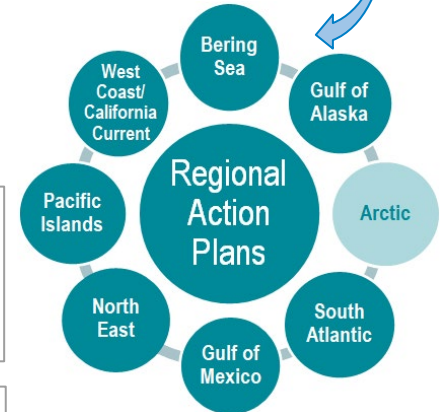 Bering
Sea
West
Coast/
California
Current
Gulf of
Alaska
Regional
Action
Plans
Pacific
Islands
Arctic
North
East
South
Atlantic
Gulf of
Mexico